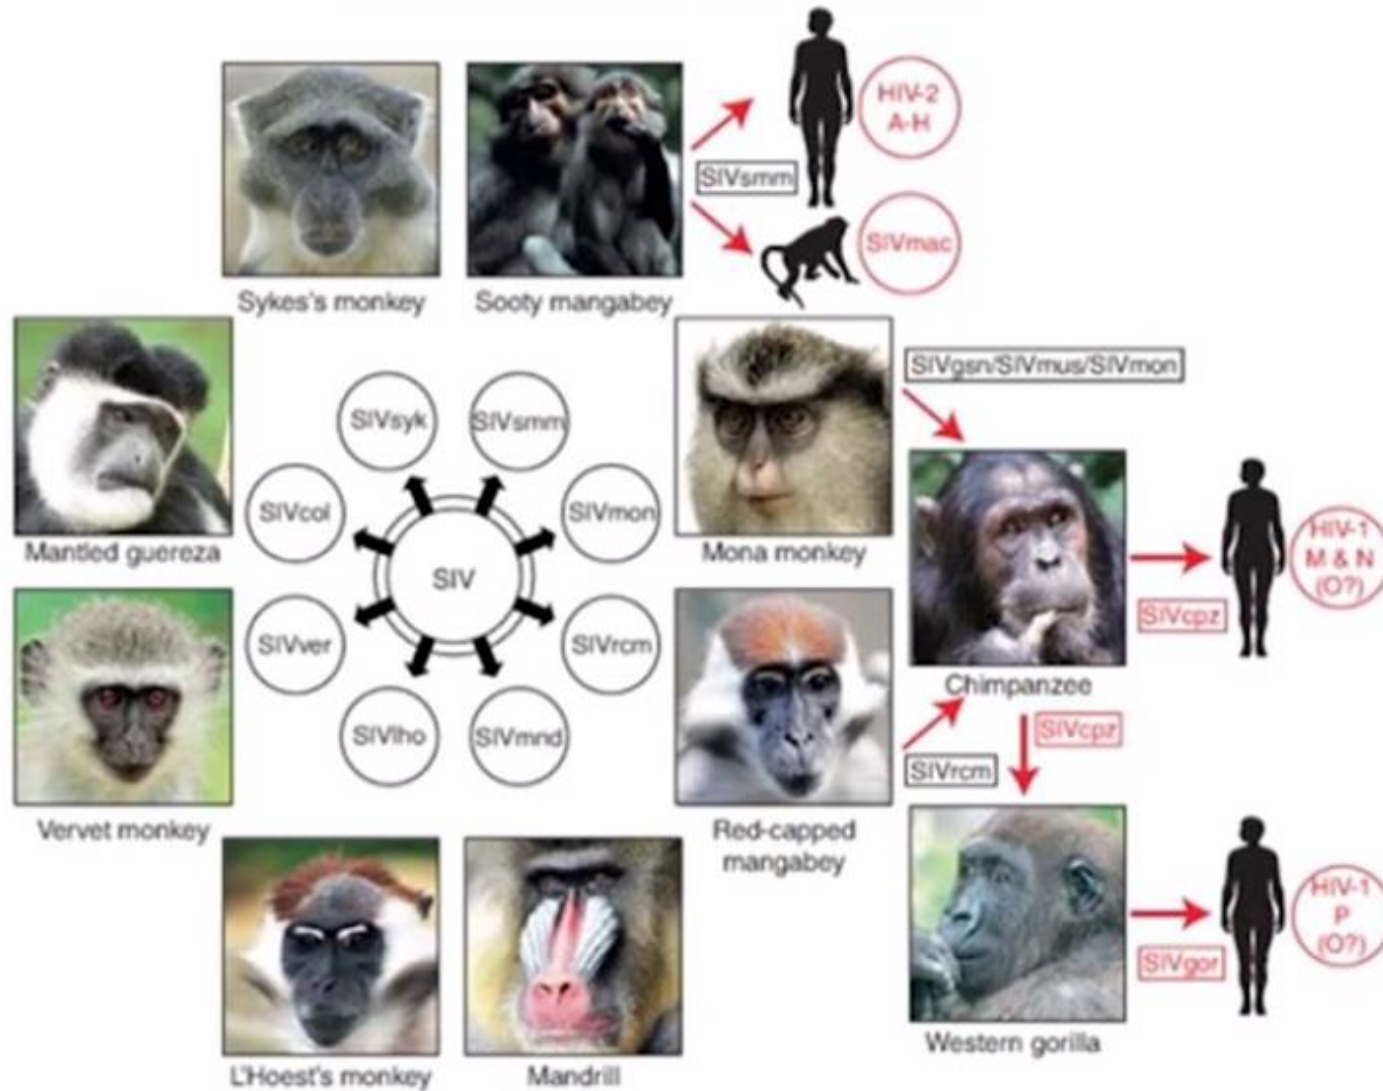 HIV-2
A-H
SIVsmm
SIVmac
Sykes's monkey
Sooty mangabey
SIVgsn/SIVmus/SIVmon
SIVsyk
SIVsmm
SIVcol
SIVmon
Mantled guereza
Mona monkey
SIV
HIV-1
M & N
(O?)
SIVcpz
SIVver
SIVrcm
Chimpanzee
SIVlho
SIVmnd
SIVcpz
SIVrcm
Vervet monkey
Red-capped
mangabey
HIV-1
P
(O?)
SIVgor
Western gorilla
L'Hoest's monkey
Mandrill